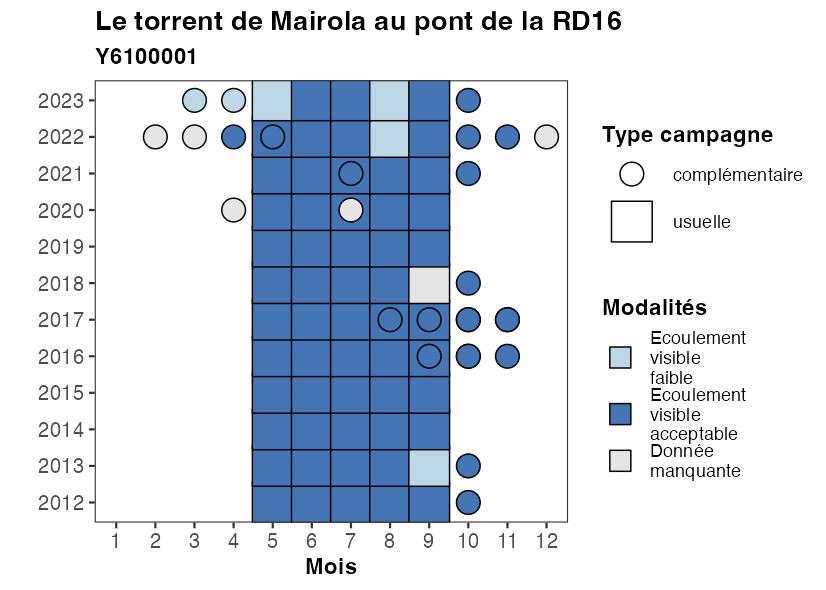 Le torrent de Mairola au pont de la RD16
Y6100001
2023
2022
2021
2020
2019
2018
2017
2016
2015
2014
2013
2012
1 2 3 4 5 6 7 8 9 10 11 12
Mois
Type campagne
complémentaire
usuelle
Modalités
Ecoulement
visible
faible
Ecoulement
visible
acceptable
Donnée
manquante